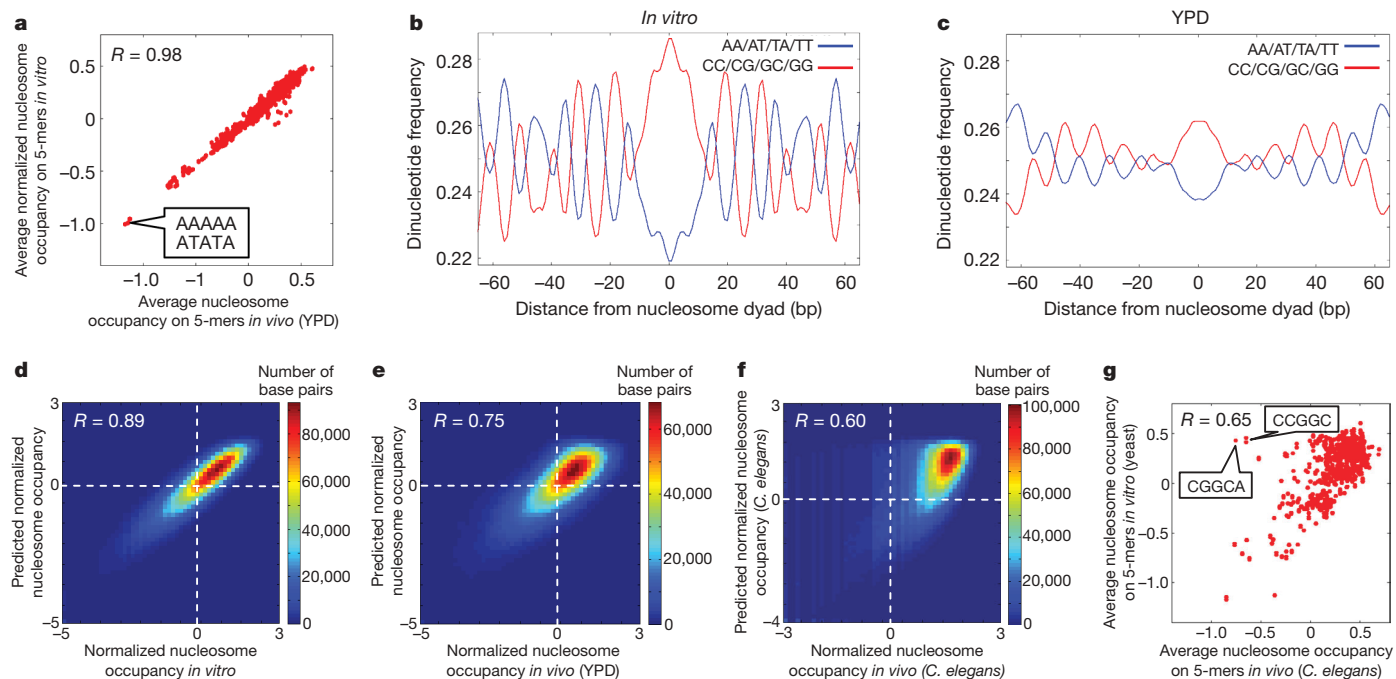 a
Average normalized nucleosome
occupancy on 5-mers in vitro
R = 0.98
0.5
0
−0.5
−1.0
AAAAA
ATATA
−1.0
−1
0
0.5
Average nucleosome
occupancy on 5-mers in vivo (YPD)
b
In vitro
Dinucleotide frequency
AA/AT/TA/TT
CC/CG/GC/GG
0.28
0.26
0.24
0.22
−60
−40
−20
0
20
40
60
Distance from nucleosome dyad (bp)
c
YPD
Dinucleotide frequency
AA/AT/TA/TT
CC/CG/GC/GG
0.28
0.26
0.24
0.22
−60
−40
−20
0
20
40
60
Distance from nucleosome dyad (bp)
d
Number of
base pairs
Predicted normalized
nucleosome occupancy
R = 0.89
3
0
−5
−5
0
3
80,000
60,000
40,000
20,000
0
Normalized nucleosome
occupancy in vitro
e
Number of
base pairs
Predicted normalized
nucleosome occupancy
R = 0.75
3
0
−5
−5
0
3
60,000
40,000
20,000
0
Normalized nucleosome
occupancy in vivo (YPD)
f
Number of
base pairs
Predicted normalized nucleosome
occupancy (C. elegans)
R = 0.60
3
0
−4
−3
0
3
100,000
80,000
60,000
40,000
20,000
0
Normalized nucleosome
occupancy in vivo (C. elegans)
g
Average nucleosome occupancy
on 5-mers in vitro (yeast)
R = 0.65
CCGGC
CGGCA
0.5
0
−0.5
−1.0
−1.0
−0.5
0
0.5
Average nucleosome occupancy
on 5-mers in vivo (C. elegans)